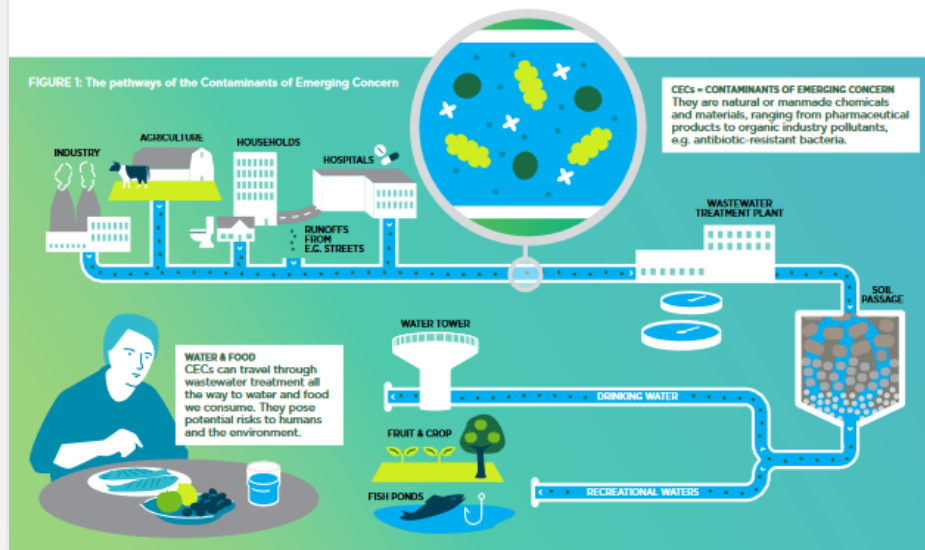 FIGURE 1: The pathways of the Contaminants of Emerging Concern
CECs = CONTAMINANTS OF EMERGING CONCERN
They are natural or manmade chemicals
and materials, ranging from pharmaceutical
products to organic industry pollutants,
e.g. antibiotic-resistant bacteria.
INDUSTRY
AGRICULTURE
HOUSEHOLDS
HOSPITALS
RUNOFFS
FROM
E.G. STREETS
WASTEWATER
TREATMENT PLANT
SOIL
PASSAGE
WATER & FOOD
CECs can travel through
wastewater treatment all
the way to water and food
we consume. They pose
potential risks to humans
and the environment.
WATER TOWER
DRINKING WATER
FRUIT & CROP
FISH PONDS
RECREATIONAL WATERS